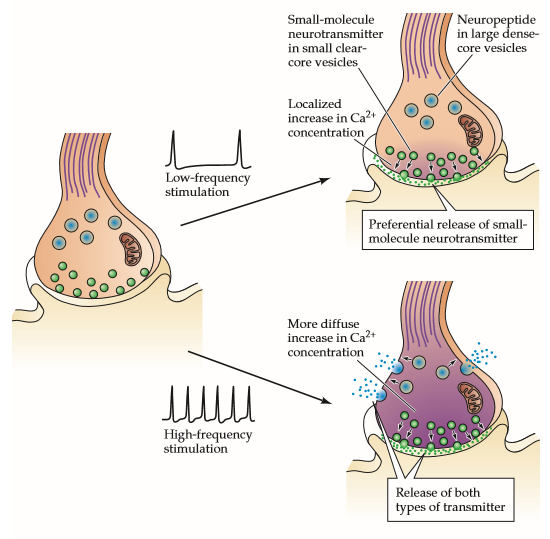 Small-molecule
neurotransmitter
in small clear-
core vesicles
Neuropeptide
in large dense-
core vesicles
Localized
increase in Ca²⁺
concentration
Low-frequency
stimulation
Preferential release of small-
molecule neurotransmitter
More diffuse
increase in Ca²⁺
concentration
High-frequency
stimulation
Release of both
types of transmitter